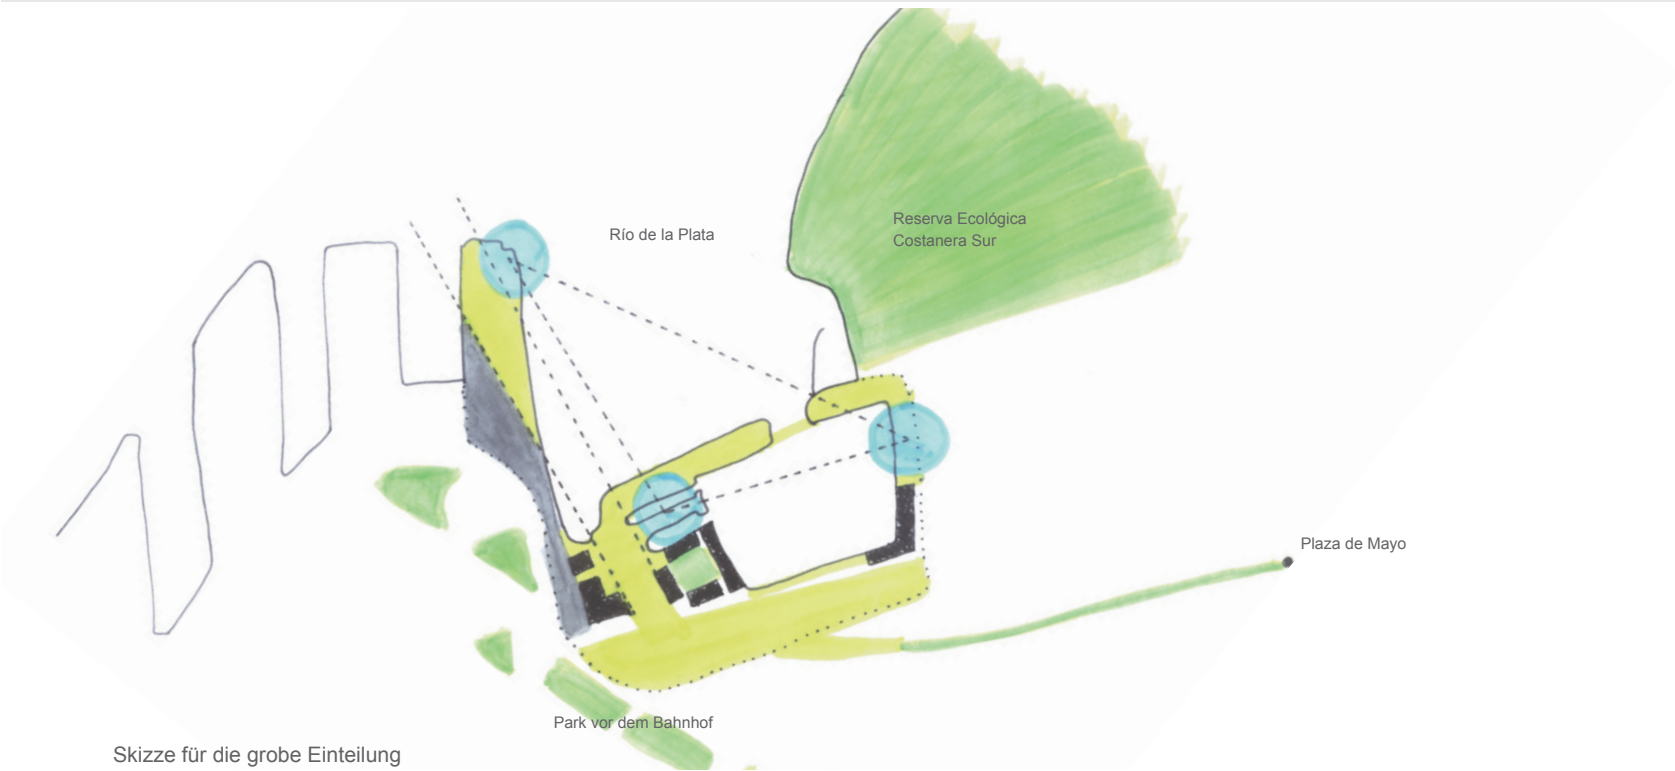 Río de la Plata
Reserva Ecológica
Costanera Sur
Plaza de Mayo
Park vor dem Bahnhof
Skizze für die grobe Einteilung